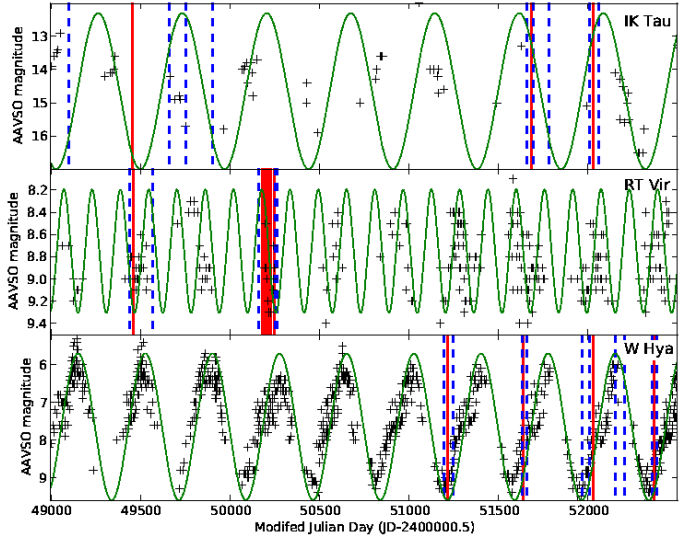 IK Tau
13
14
15
16
AAVSO magnitude
RT Vir
8.2
8.4
8.6
8.8
9.0
9.2
9.4
AAVSO magnitude
W Hya
6
7
8
9
AAVSO magnitude
49000 49500 50000 50500 51000 51500 52000
Modifed Julian Day (JD-2400000.5)